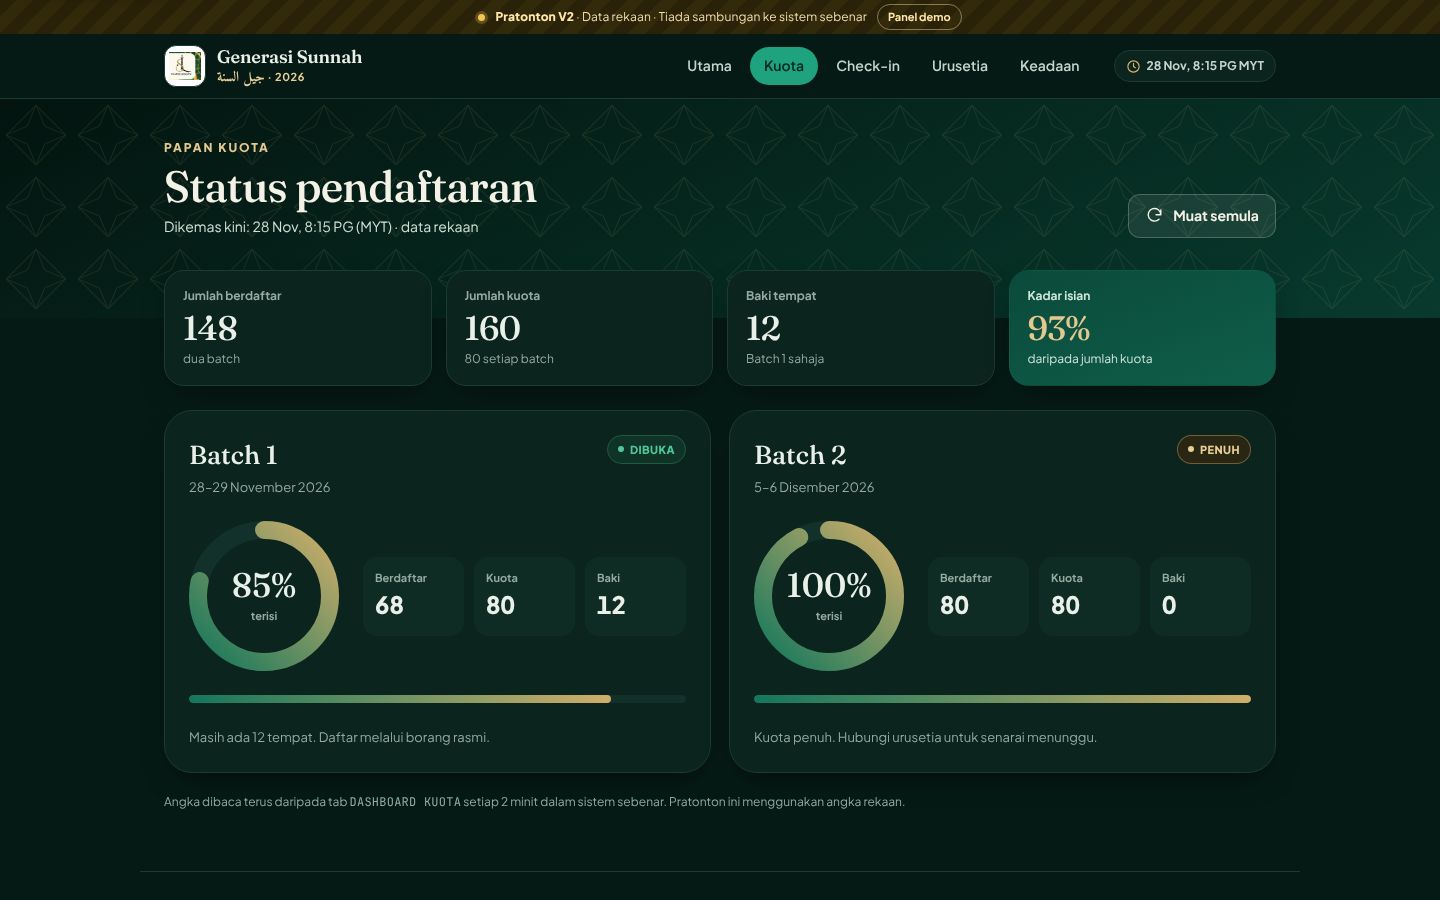 Pratonton V2 · Data rekaan · Tiada sambungan ke sistem sebenar
Panel demo
Generasi Sunnah
جيل السنة · 2026
Utama
Kuota
Check-in
Urusetia
Keadaan
28 Nov, 8:15 PG MYT
PAPAN KUOTA
Status pendaftaran
Dikemas kini: 28 Nov, 8:15 PG (MYT) · data rekaan
Muat semula
Jumlah berdaftar
148
dua batch
Jumlah kuota
160
80 setiap batch
Baki tempat
12
Batch 1 sahaja
Kadar isian
93%
daripada jumlah kuota
Batch 1
DIBUKA
28–29 November 2026
85%
terisi
Berdaftar
68
Kuota
80
Baki
12
Masih ada 12 tempat. Daftar melalui borang rasmi.
Batch 2
PENUH
5–6 Disember 2026
100%
terisi
Berdaftar
80
Kuota
80
Baki
0
Kuota penuh. Hubungi urusetia untuk senarai menunggu.
Angka dibaca terus daripada tab DASHBOARD KUOTA setiap 2 minit dalam sistem sebenar. Pratonton ini menggunakan angka rekaan.